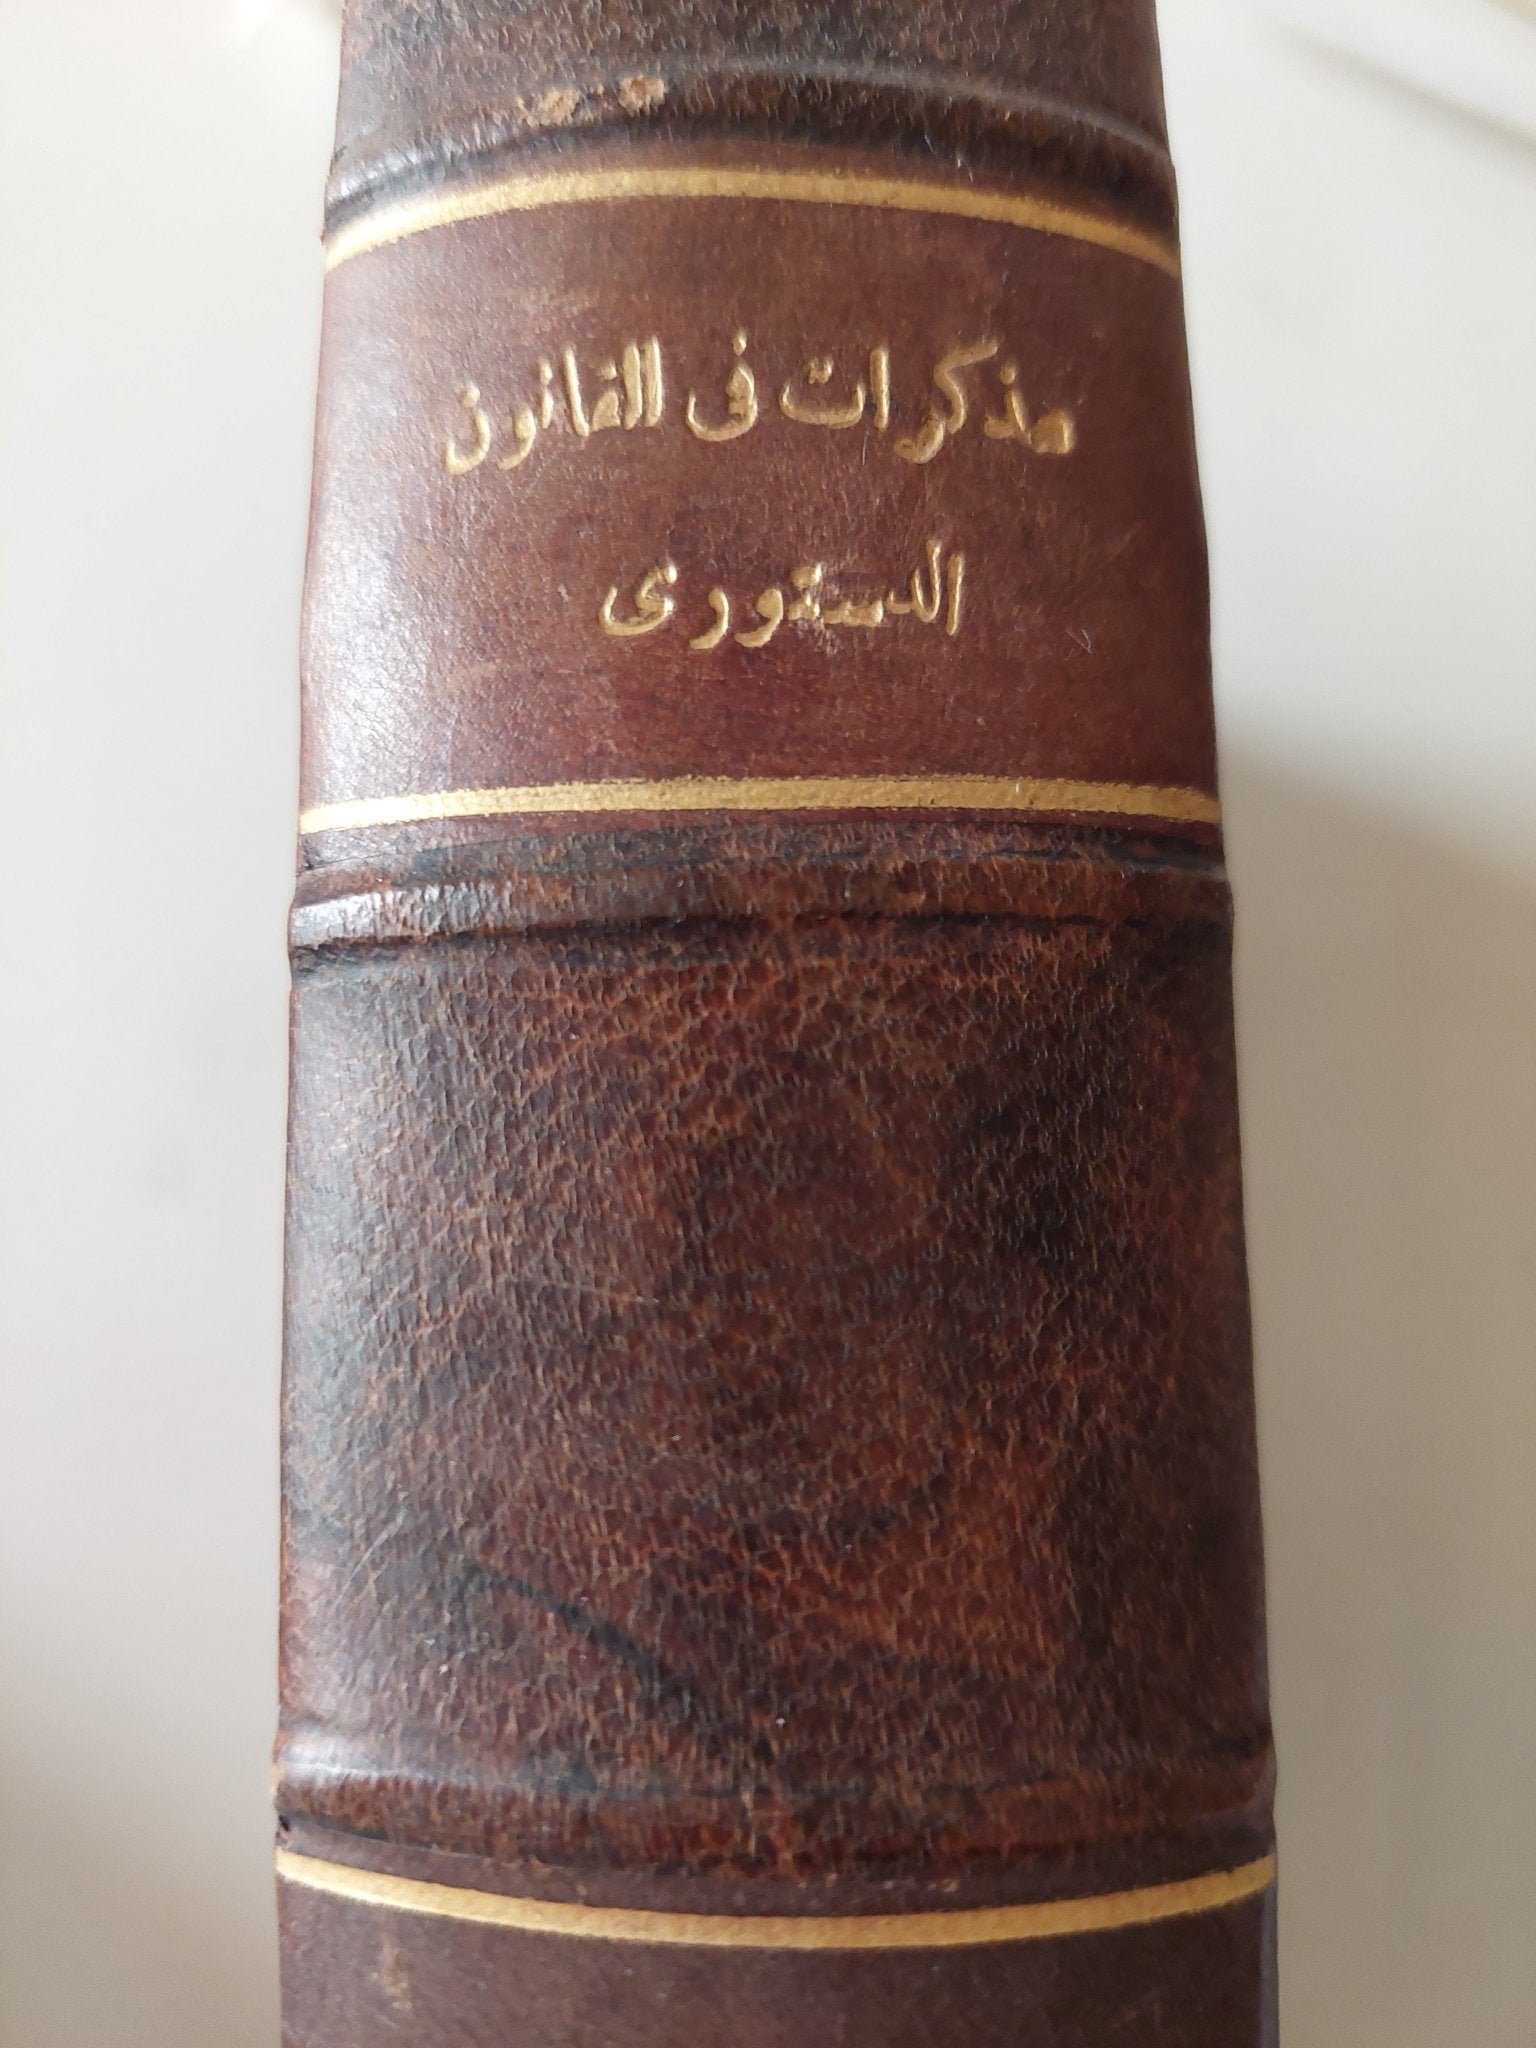 مذكرات فى القانون
الدستورى